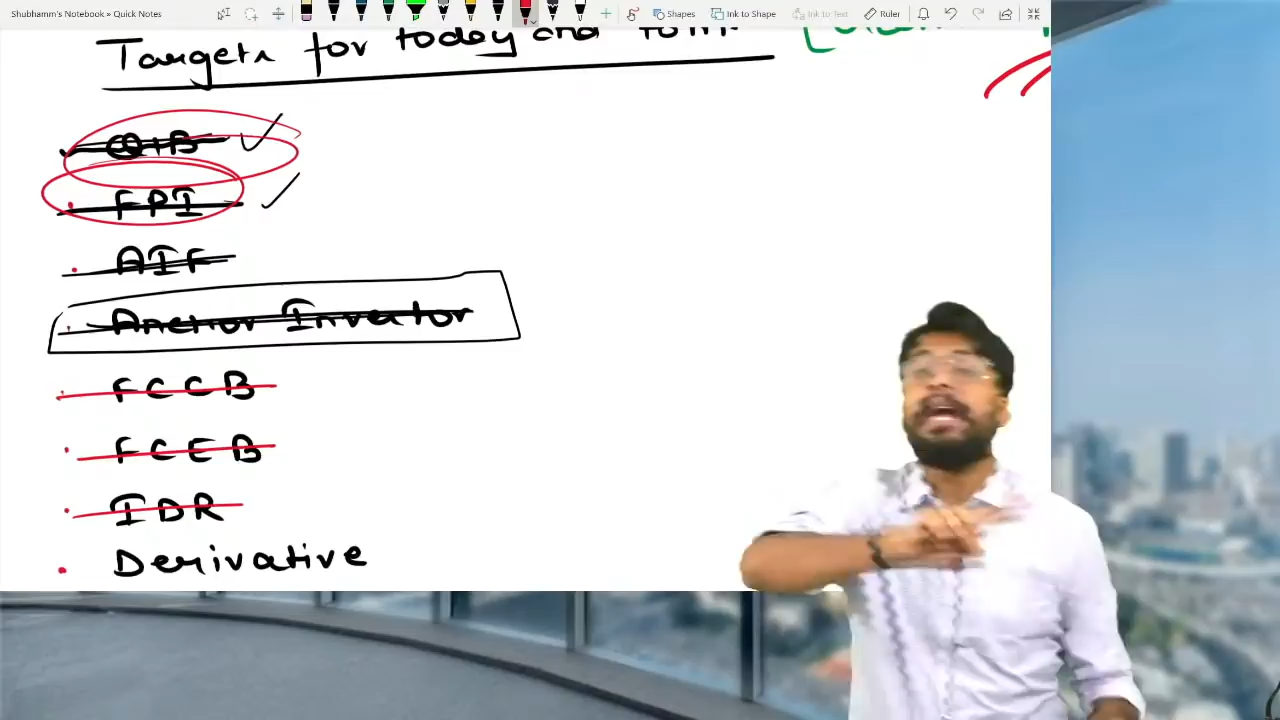 Shubhamm's Notebook » Quick Notes
Shapes
Ink to Shape
Ink to Text
Ruler
Targets for today and
QIB
FPI
AIF
Anchor Investor
FCCB
FCEB
IDR
Derivative